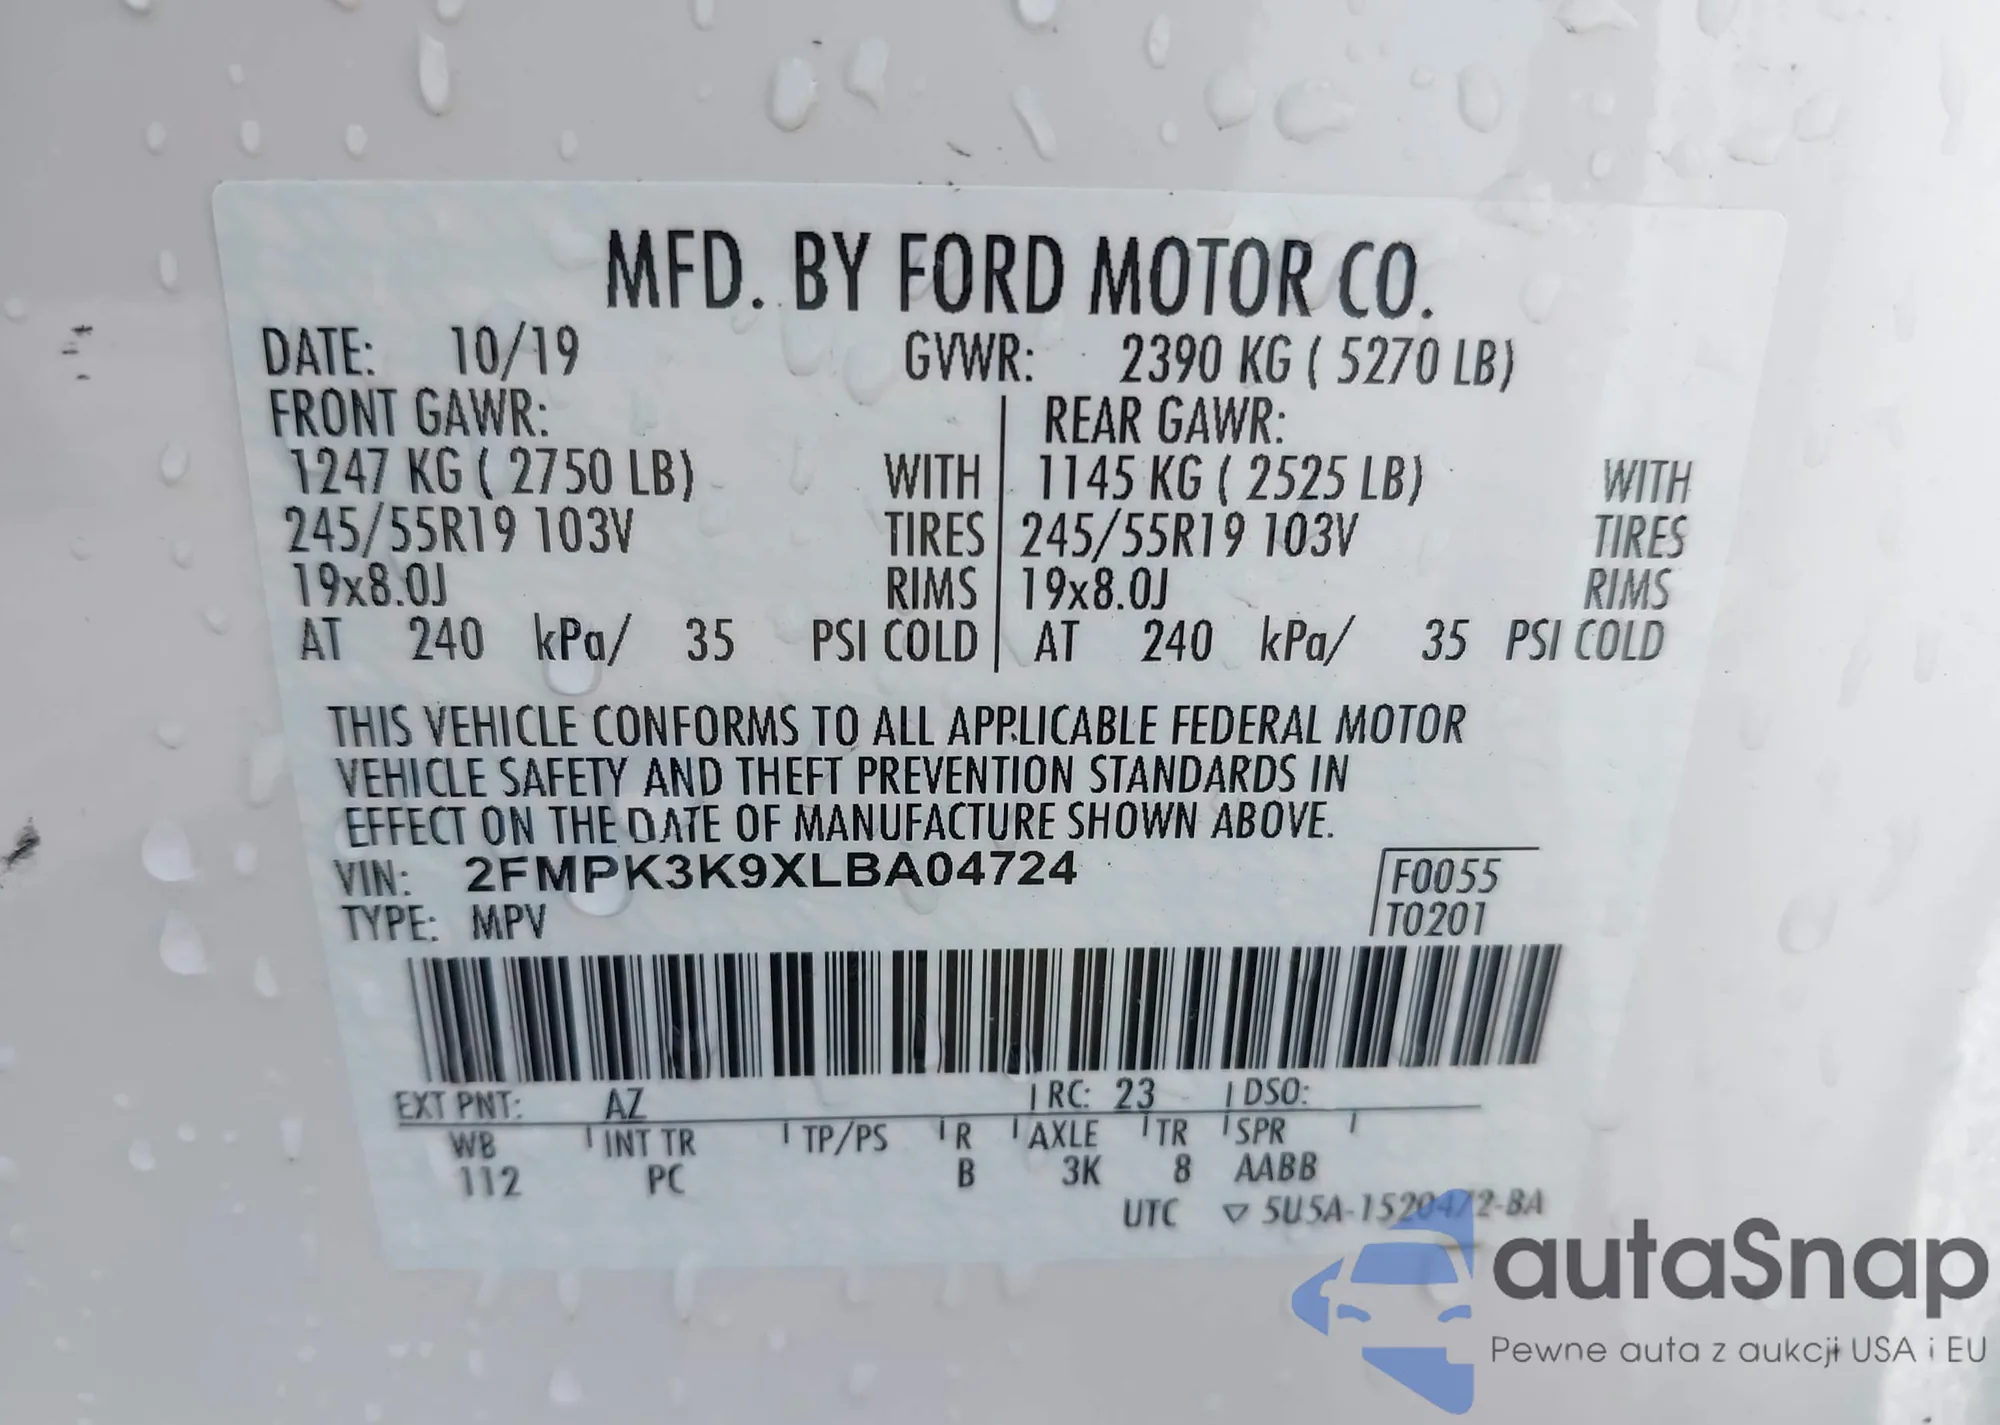 MFD. BY FORD MOTOR CO.
DATE: 10/19 GVWR: 2390 KG ( 5270 LB)
FRONT GAWR: REAR GAWR:
1247 KG ( 2750 LB) WITH 1145 KG ( 2525 LB) WITH
245/55R19 103V TIRES 245/55R19 103V TIRES
19x8.0J RIMS 19x8.0J RIMS
AT 240 kPa/ 35 PSI COLD AT 240 kPa/ 35 PSI COLD
THIS VEHICLE CONFORMS TO ALL APPLICABLE FEDERAL MOTOR
VEHICLE SAFETY AND THEFT PREVENTION STANDARDS IN
EFFECT ON THE DATE OF MANUFACTURE SHOWN ABOVE.
VIN: 2FMPK3K9XLBA04724 F0055
TYPE: MPV T0201
EXT PNT: AZ RC: 23 DSO:
WB INT TR TP/PS R AXLE TR SPR
112 PC B 3K 8 AABB
UTC ▽ 5U5A-1520472-BA
autaSnap
Pewne auta z aukcji USA i EU